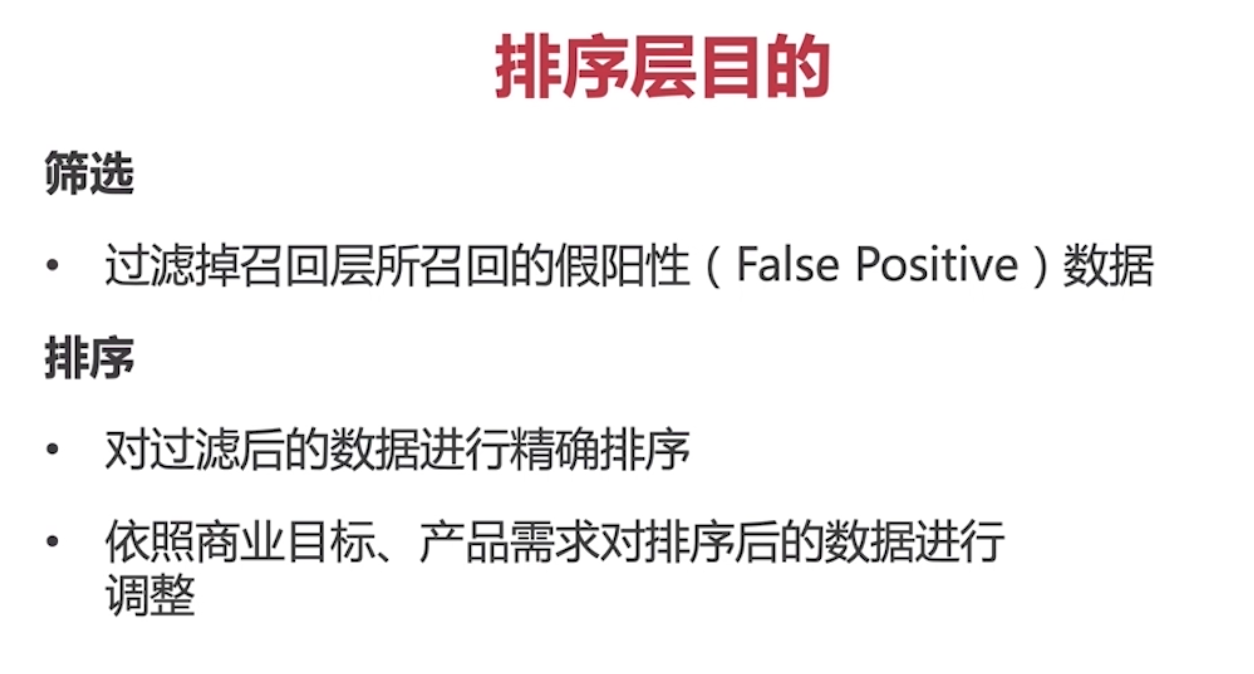 排序层目的
筛选
• 过滤掉召回层所召回的假阳性（False Positive）数据
排序
• 对过滤后的数据进行精确排序
• 依照商业目标、产品需求对排序后的数据进行
调整